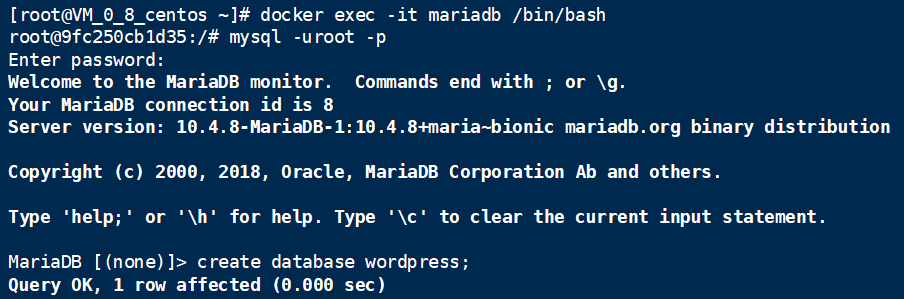 [root@VM_0_8_centos ~]# docker exec -it mariadb /bin/bash
root@9fc250cb1d35:/# mysql -uroot -p
Enter password:
Welcome to the MariaDB monitor.  Commands end with ; or \g.
Your MariaDB connection id is 8
Server version: 10.4.8-MariaDB-1:10.4.8+maria~bionic mariadb.org binary distribution
Copyright (c) 2000, 2018, Oracle, MariaDB Corporation Ab and others.
Type 'help;' or '\h' for help. Type '\c' to clear the current input statement.
MariaDB [(none)]> create database wordpress;
Query OK, 1 row affected (0.000 sec)